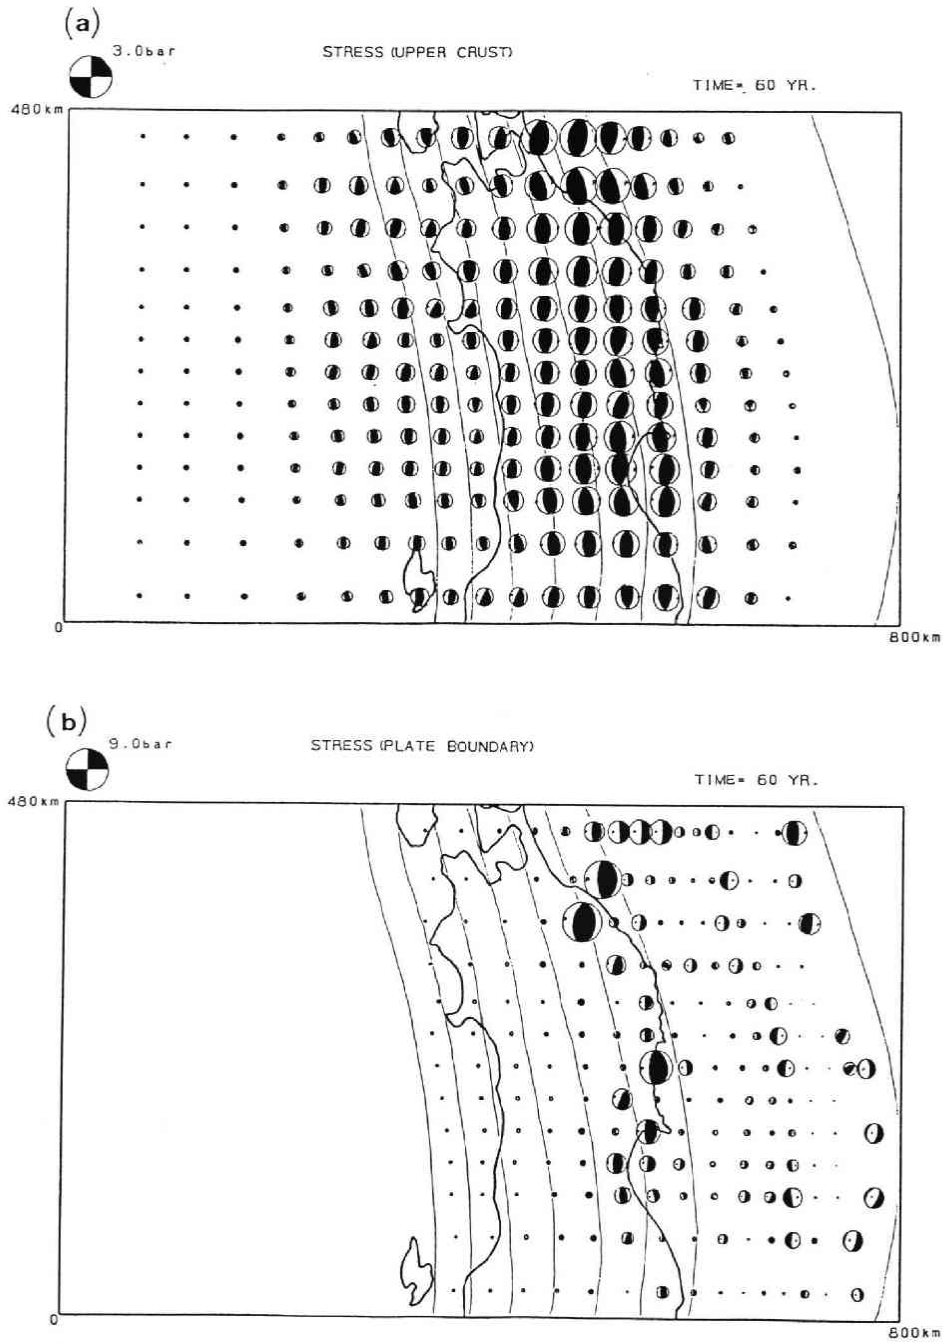 (a)
3.0bar
STRESS (UPPER CRUST)
TIME= 60 YR.
480km
0
800km
(b)
9.0bar
STRESS (PLATE BOUNDARY)
TIME= 60 YR.
480km
0
800km